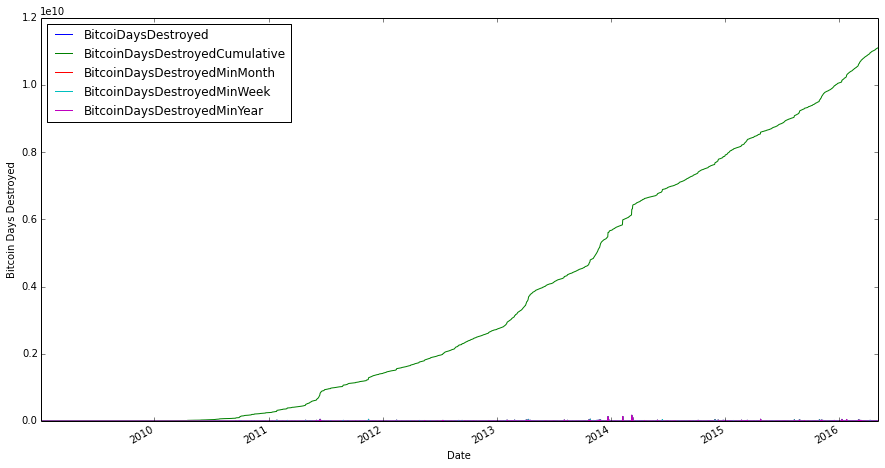 1e10
1.2
1.0
0.8
0.6
0.4
0.2
0.0
Bitcoin Days Destroyed
BitcoiDaysDestroyed
BitcoinDaysDestroyedCumulative
BitcoinDaysDestroyedMinMonth
BitcoinDaysDestroyedMinWeek
BitcoinDaysDestroyedMinYear
2010
2011
2012
2013
2014
2015
2016
Date